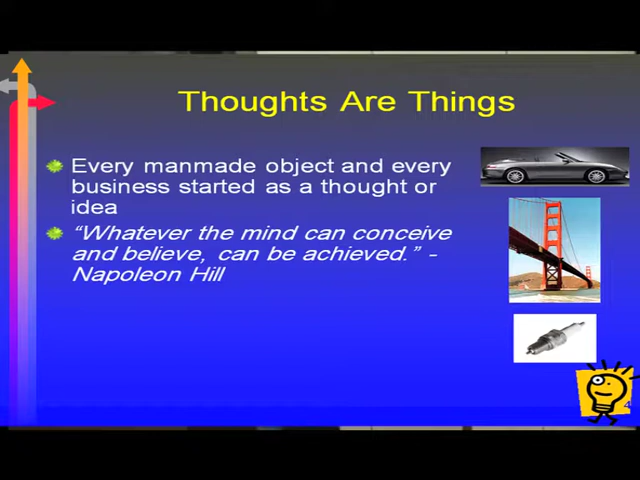 Thoughts Are Things
Every manmade object and every
business started as a thought or
idea
“Whatever the mind can conceive
and believe, can be achieved.” -
Napoleon Hill
4